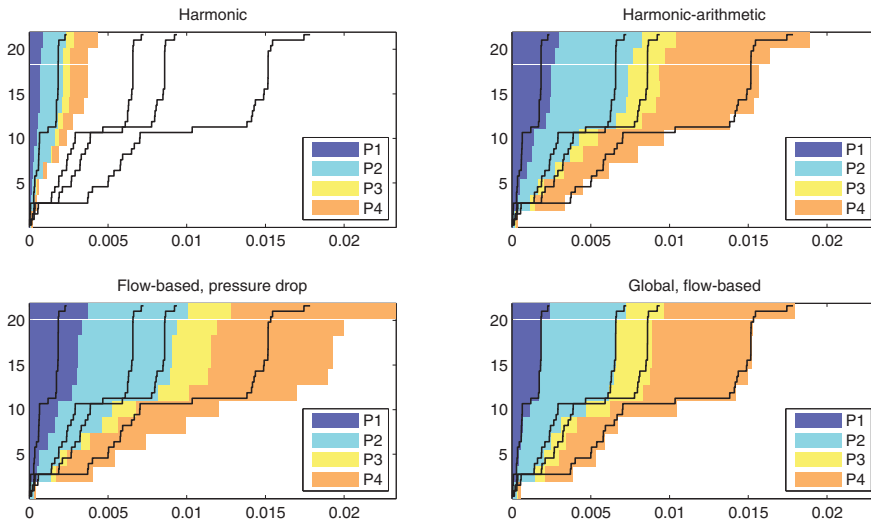 Harmonic
20
15
10
5
P1
P2
P3
P4
0 0.005 0.01 0.015 0.02
Harmonic-arithmetic
20
15
10
5
P1
P2
P3
P4
0 0.005 0.01 0.015 0.02
Flow-based, pressure drop
20
15
10
5
P1
P2
P3
P4
0 0.005 0.01 0.015 0.02
Global, flow-based
20
15
10
5
P1
P2
P3
P4
0 0.005 0.01 0.015 0.02